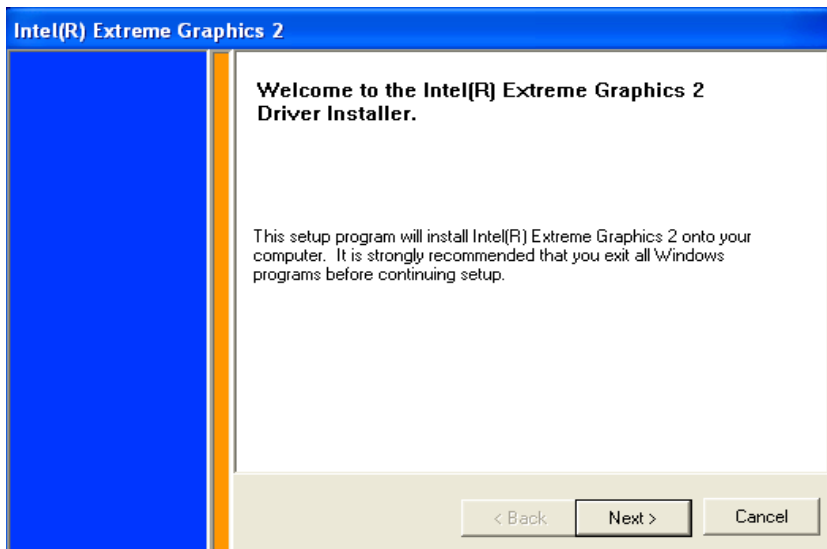 Intel(R) Extreme Graphics 2
Welcome to the Intel(R) Extreme Graphics 2
Driver Installer.
This setup program will install Intel(R) Extreme Graphics 2 onto your
computer.  It is strongly recommended that you exit all Windows
programs before continuing setup.
< Back
Next >
Cancel